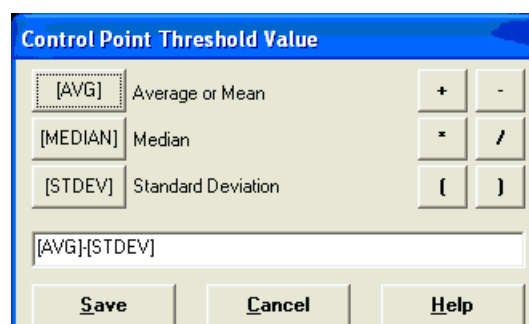 Control Point Threshold Value
[AVG] Average or Mean + -
[MEDIAN] Median * /
[STDEV] Standard Deviation ( )
[AVG]-[STDEV]
Save Cancel Help